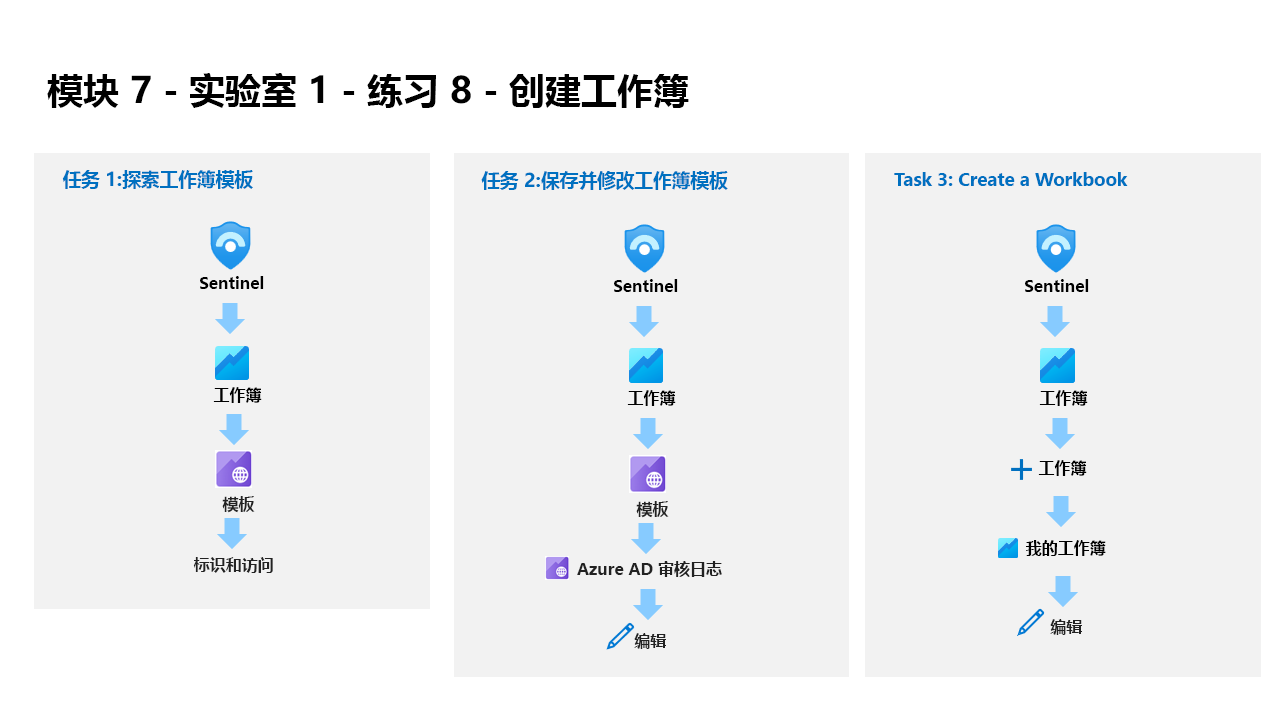 模块 7 - 实验室 1 - 练习 8 - 创建工作簿
任务 1:探索工作簿模板
Sentinel
工作簿
模板
标识和访问
任务 2:保存并修改工作簿模板
Sentinel
工作簿
模板
Azure AD 审核日志
编辑
Task 3: Create a Workbook
Sentinel
工作簿
工作簿
我的工作簿
编辑